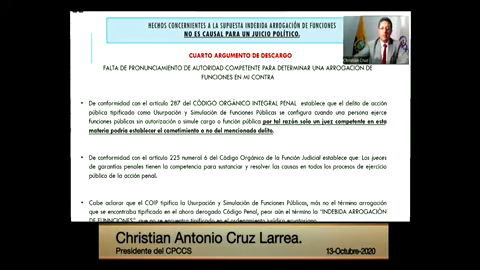 HECHOS CONCERNIENTES A LA SUPUESTA INDEBIDA ARROGACIÓN DE FUNCIONES
NO ES CAUSAL PARA UN JUICIO POLÍTICO.
CUARTO ARGUMENTO DE DESCARGO
FALTA DE PRONUNCIAMIENTO DE AUTORIDAD COMPETENTE PARA DETERMINAR UNA ARROGACIÓN DE
FUNCIONES EN MI CONTRA
• De conformidad con el artículo 287 del CÓDIGO ORGÁNICO INTEGRAL PENAL establece que el delito de acción
pública tipificado como Usurpación y Simulación de Funciones Públicas se configura cuando una persona ejerce
funciones públicas sin autorización o simule cargo o función pública por tal razón solo un juez competente en esta
materia podría establecer el cometimiento o no del mencionado delito.
• De conformidad con el artículo 225 numeral 6 del Código Orgánico de la Función Judicial establece que: Los jueces
de garantías penales tienen la competencia para sustanciar y resolver las causas en todos los procesos de ejercicio
público de la acción penal.
• Cabe aclarar que el COIP tipifica la Usurpación y Simulación de Funciones Públicas, más no el término arrogación
que se encontraba tipificado en el ahora derogado Código Penal, peor aún el término la "INDEBIDA ARROGACIÓN
Christian Cruz
Christian Antonio Cruz Larrea.
Presidente del CPCCS
13-Octubre-2020